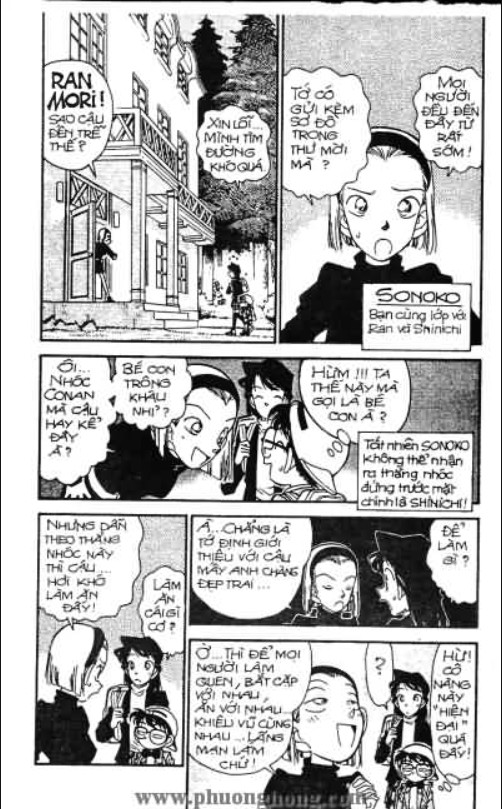 RAN
MORI!
SAO CẬU
ĐẾN TRỄ
THẾ?
XIN LỖI...
MÌNH TÌM
ĐƯỜNG
KHÓ QUÁ.
TỚ CÓ
GỬI KÈM
SƠ ĐỒ
TRONG
THƯ MỜI
MÀ?
MỌI
NGƯỜI
ĐỀU ĐẾN
ĐÂY TỪ
RẤT
SỚM!
SONOKO
Bạn cùng lớp với
Ran và Shinichi
ÔI...
NHÓC
CONAN
MÀ CẬU
HAY KỂ
ĐÂY
À?
BÉ CON
TRÔNG
KHÁU
NHỈ?
HỪM!!! TA
THẾ NÀY MÀ
GỌI LÀ BÉ
CON À?
Tất nhiên SONOKO
không thể nhận
ra thằng nhóc
đứng trước mặt
chính là SHINICHI!
NHƯNG DẪN
THEO THẰNG
NHÓC NÀY
THÌ CẬU...
HƠI KHÓ
LÀM ĂN
ĐẤY!
LÀM
ĂN
CÁI GÌ
CƠ?
À...CHẲNG LÀ
TỚ ĐỊNH GIỚI
THIỆU VỚI CẬU
MẤY ANH CHÀNG
ĐẸP TRAI...
ĐỂ
LÀM
GÌ?
Ờ...THÌ ĐỂ MỌI
NGƯỜI LÀM
QUEN, BẮT CẶP
VỚI NHAU,
ĂN VỚI NHAU,
KHIÊU VŨ CÙNG
NHAU... LÃNG
MẠN LẮM
CHỨ!
?
HỪ!
CÔ
NÀNG
NÀY
"HIỆN
ĐẠI"
QUÁ
ĐẤY!
www.phuonghong.com